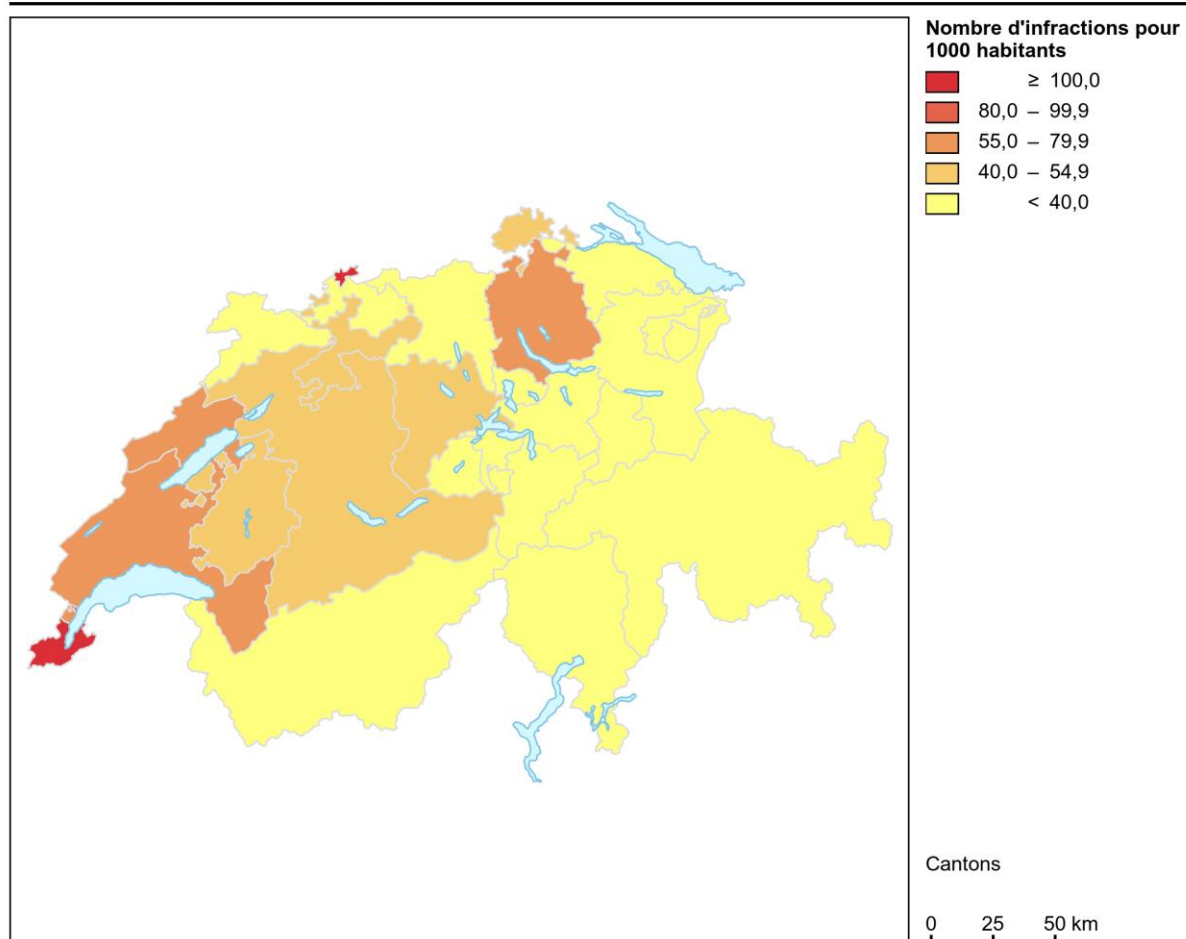 Nombre d'infractions pour
1000 habitants
≥ 100,0
80,0 – 99,9
55,0 – 79,9
40,0 – 54,9
< 40,0
Cantons
0 25 50 km